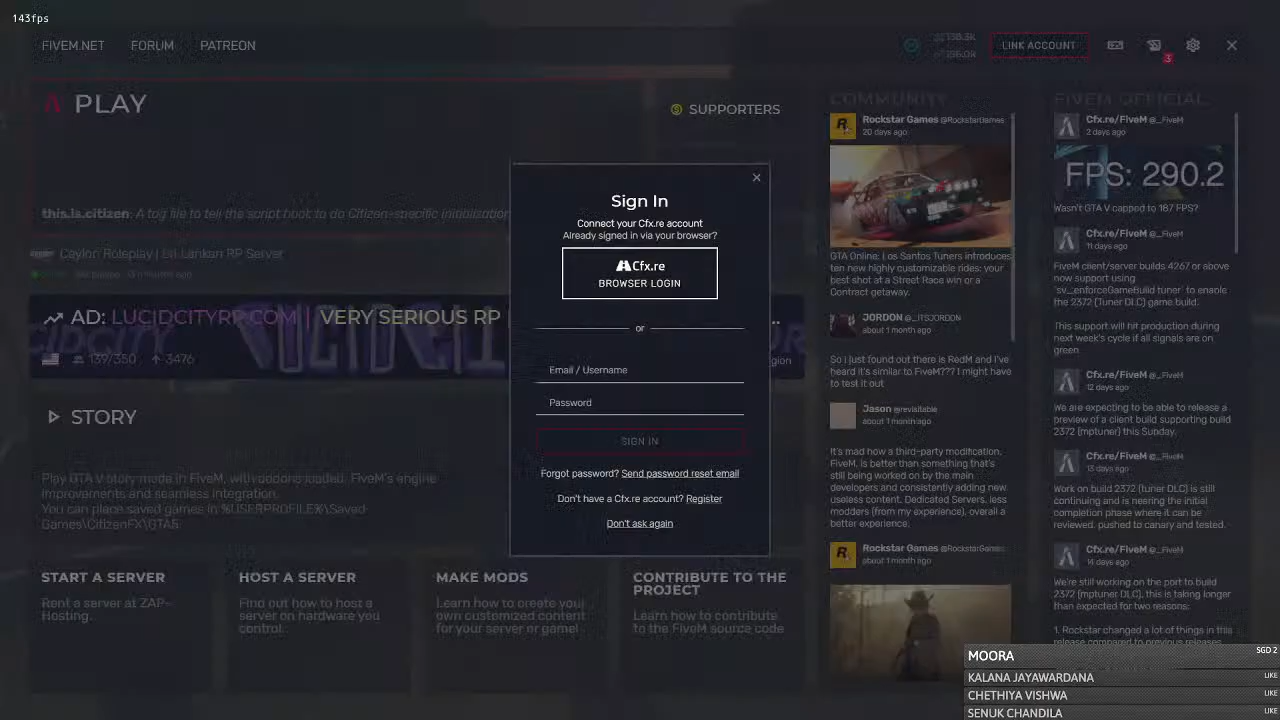 143fps
FIVEM.NET FORUM PATREON
LINK ACCOUNT
3
PLAY
SUPPORTERS
this.is.citizen: A tag file to tell the script hook to do Citizen-specific initialization
Ceylon Roleplay | Sri Lankan RP Server
AD: LUCIDCITYRP.COM | VERY SERIOUS RP
139/350 3476
STORY
Play GTA V story mode in FiveM, with addons loaded. FiveM's engine
improvements and seamless integration.
You can place saved games in %USERPROFILE%\Saved
Games\CitizenFX\GTA5.
START A SERVER
Rent a server at ZAP-
Hosting.
HOST A SERVER
Find out how to host a
server on hardware you
control.
MAKE MODS
Learn how to create your
own customized content
for your server or game!
CONTRIBUTE TO THE
PROJECT
Learn how to contribute
to the FiveM source code
Sign In
Connect your Cfx.re account
Already signed in via your browser?
Cfx.re
BROWSER LOGIN
or
Email / Username
Password
SIGN IN
Forgot password? Send password reset email
Don't have a Cfx.re account? Register
Don't ask again
COMMUNITY
Rockstar Games @RockstarGames
20 days ago
GTA Online: Los Santos Tuners introduces
ten new highly customizable rides: your
best shot at a Street Race win or a
Contract getaway.
JORDON @_ITSJORDON
about 1 month ago
So i just found out there is RedM and I've
heard it's similar to FiveM??? I might have
to test it out
Jason @revisitable
about 1 month ago
It's mad how a third-party modification,
FiveM, is better than something that's
still being worked on by the main
developers and consistently adding new
useless content. Dedicated Servers, less
modders (from my experience), overall a
better experience.
Rockstar Games @RockstarGames
about 1 month ago
FIVEM OFFICIAL
Cfx.re/FiveM @_FiveM
2 days ago
FPS: 290.2
Wasn't GTA V capped to 187 FPS?
Cfx.re/FiveM @_FiveM
11 days ago
FiveM client/server builds 4267 or above
now support using
`sv_enforceGameBuild tuner` to enable
the 2372 (Tuner DLC) game build.
This support will hit production during
next week's cycle if all signals are on
green
Cfx.re/FiveM @_FiveM
12 days ago
We are expecting to be able to release a
preview of a client build supporting build
2372 (mptuner) this Sunday.
Cfx.re/FiveM @_FiveM
13 days ago
Work on build 2372 (tuner DLC) is still
continuing and is nearing the initial
completion phase where it can be
reviewed, pushed to canary and tested.
Cfx.re/FiveM @_FiveM
14 days ago
We're still working on the port to build
2372 (mptuner DLC), this is taking longer
than expected for two reasons:
1. Rockstar changed a lot of things in this
release compared to previous releases
MOORA SGD 2
KALANA JAYAWARDANA LIKE
CHETHIYA VISHWA LIKE
SENUK CHANDILA LIKE